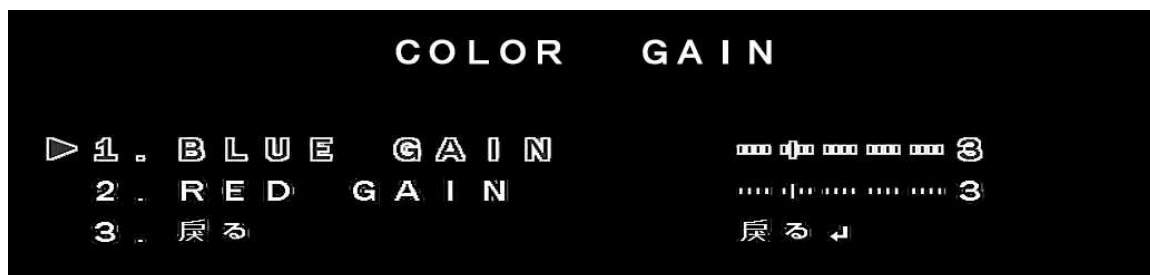 COLOR GAIN
1. BLUE GAIN 3
2. RED GAIN 3
3. 戻る 戻る↲